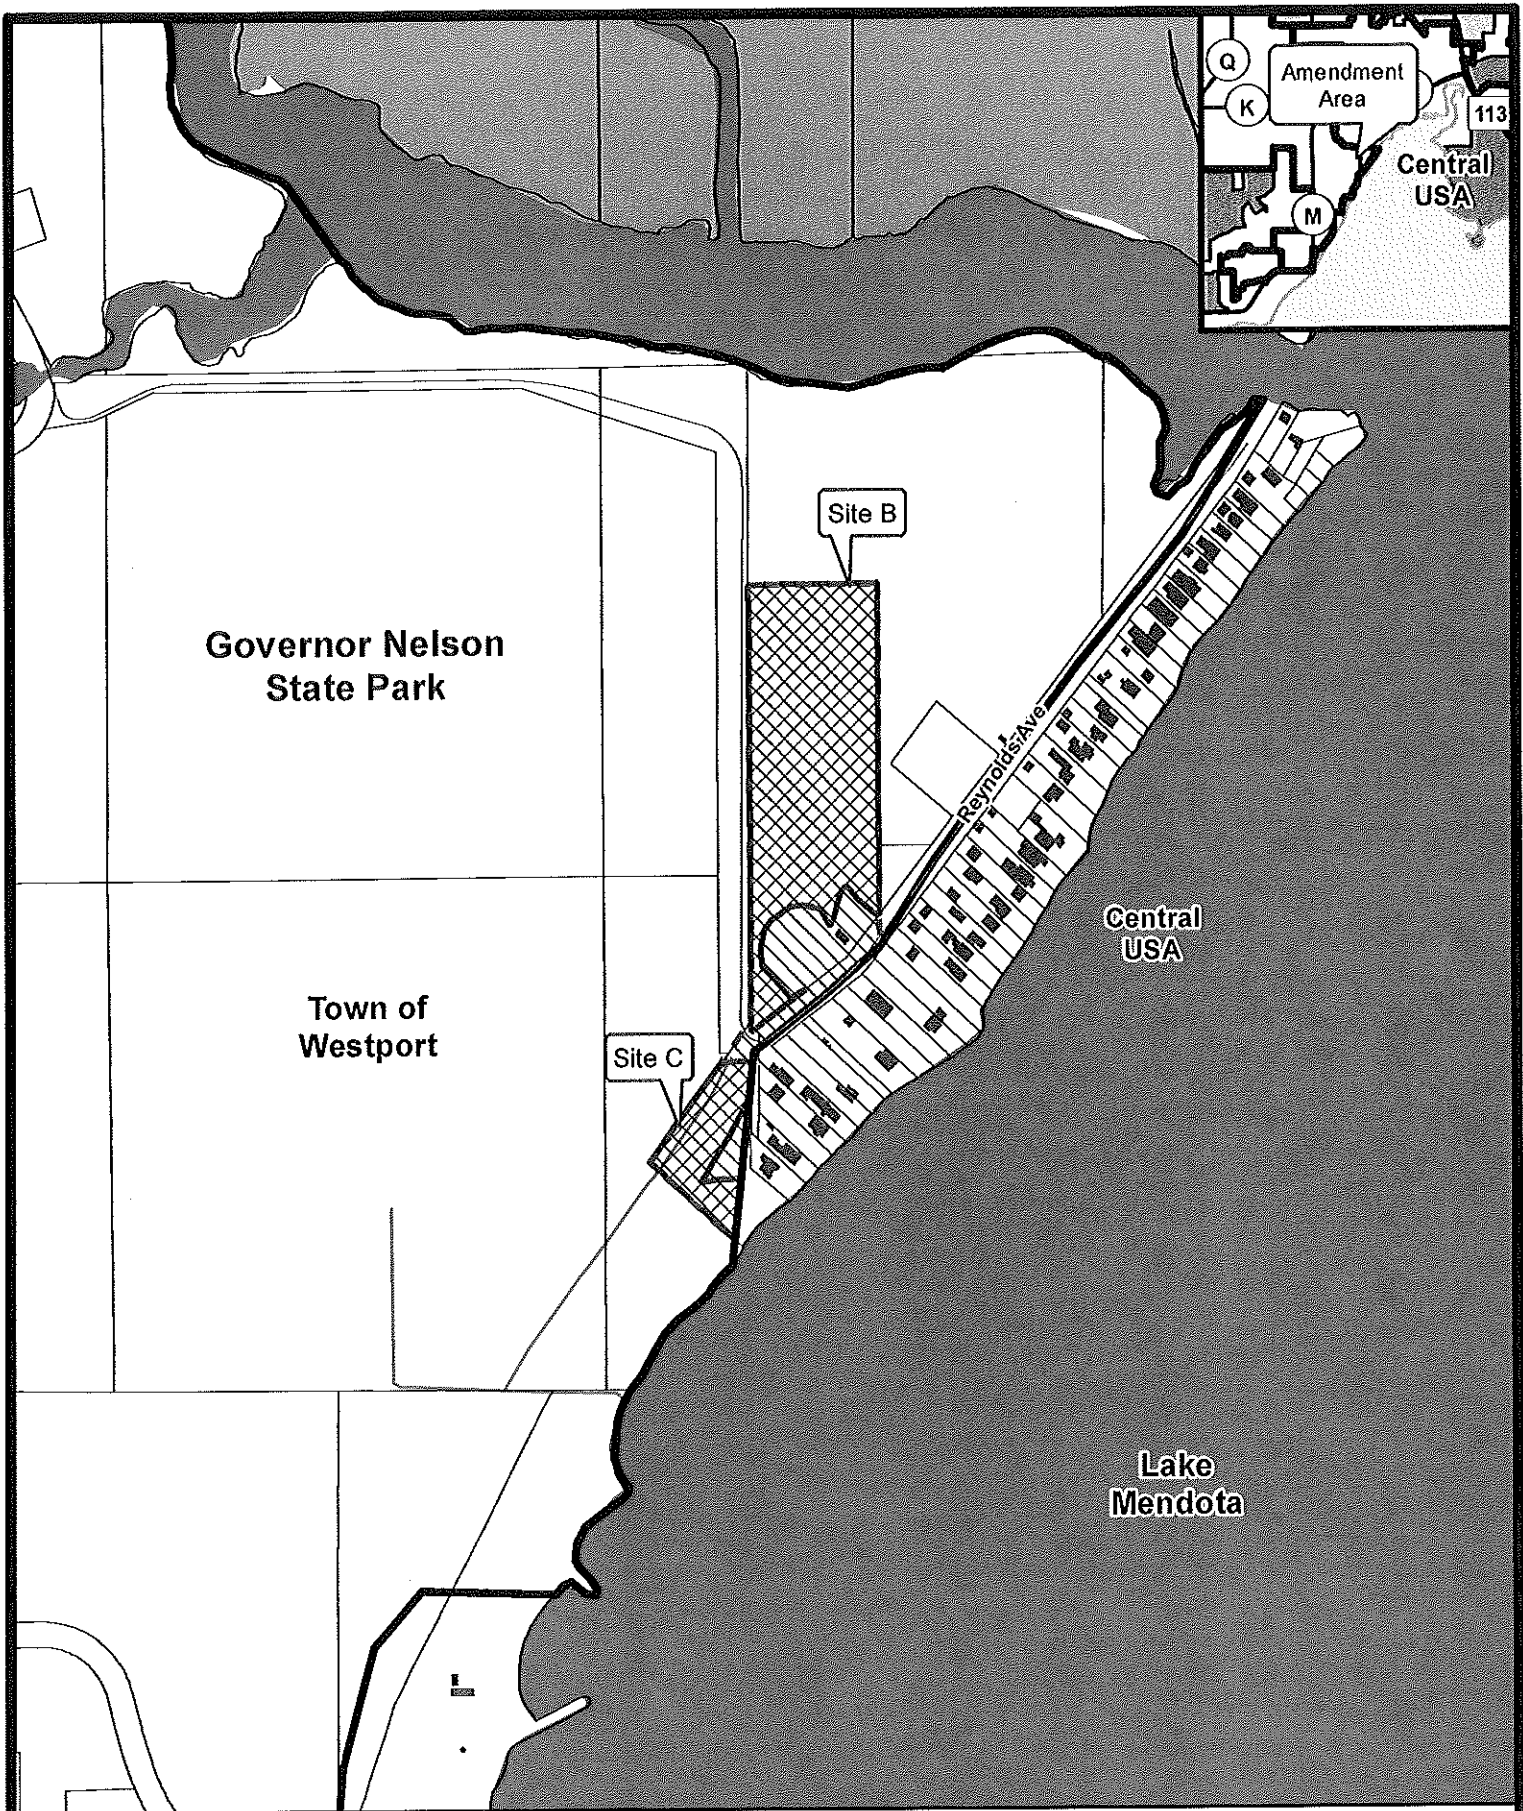 Q
Amendment
Area
K
113
Central
USA
M
Site B
Governor Nelson
State Park
Reynolds Ave
Central
USA
Town of
Westport
Site C
Lake
Mendota